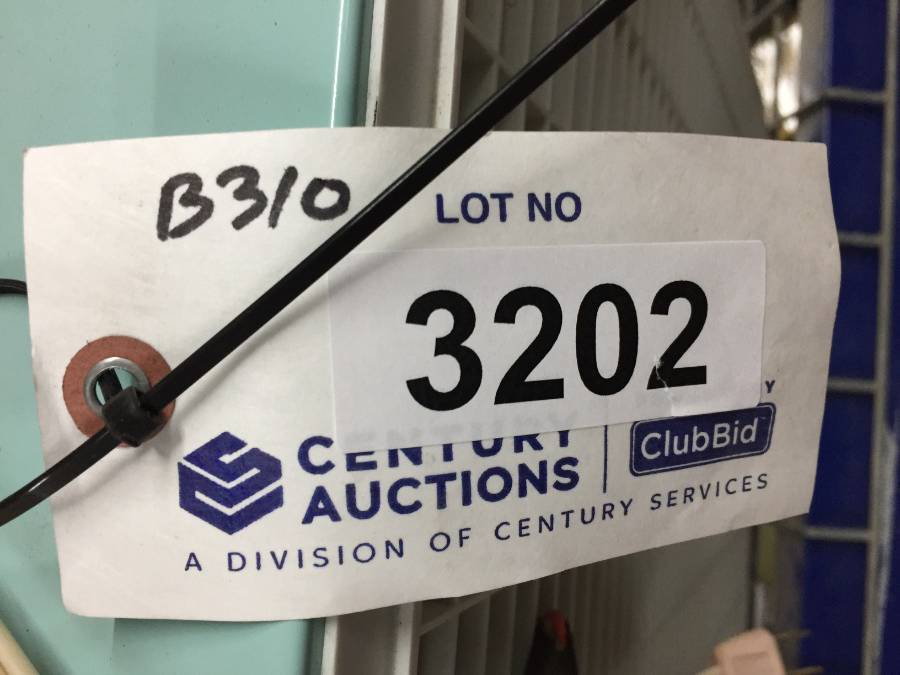 B310
LOT NO
3202
CENTURY
AUCTIONS
ClubBid
A DIVISION OF CENTURY SERVICES